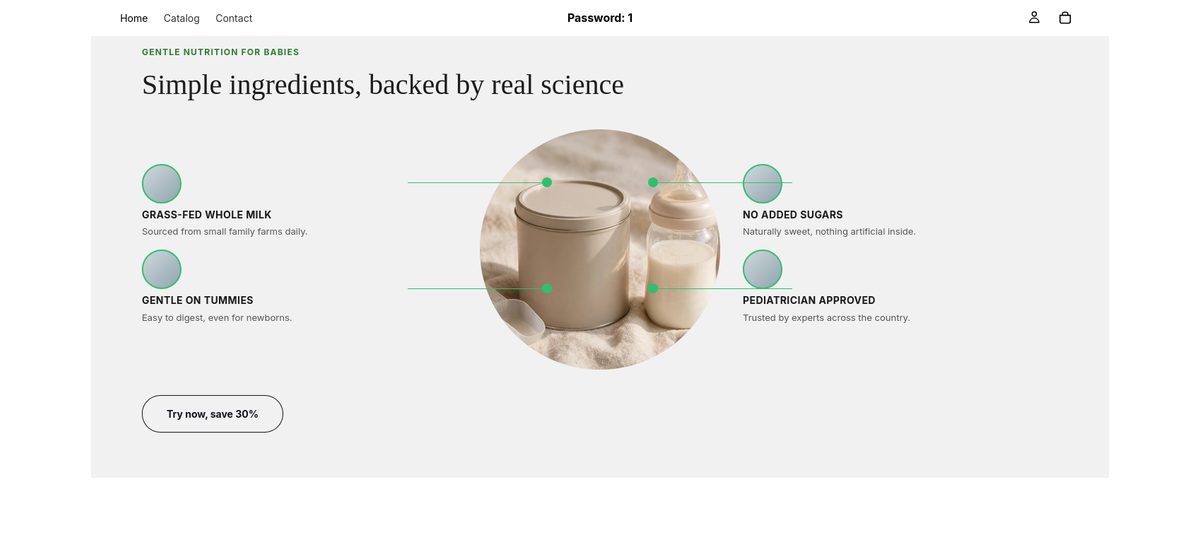 Home Catalog Contact Password: 1
GENTLE NUTRITION FOR BABIES
Simple ingredients, backed by real science
GRASS-FED WHOLE MILK
Sourced from small family farms daily.
GENTLE ON TUMMIES
Easy to digest, even for newborns.
NO ADDED SUGARS
Naturally sweet, nothing artificial inside.
PEDIATRICIAN APPROVED
Trusted by experts across the country.
Try now, save 30%